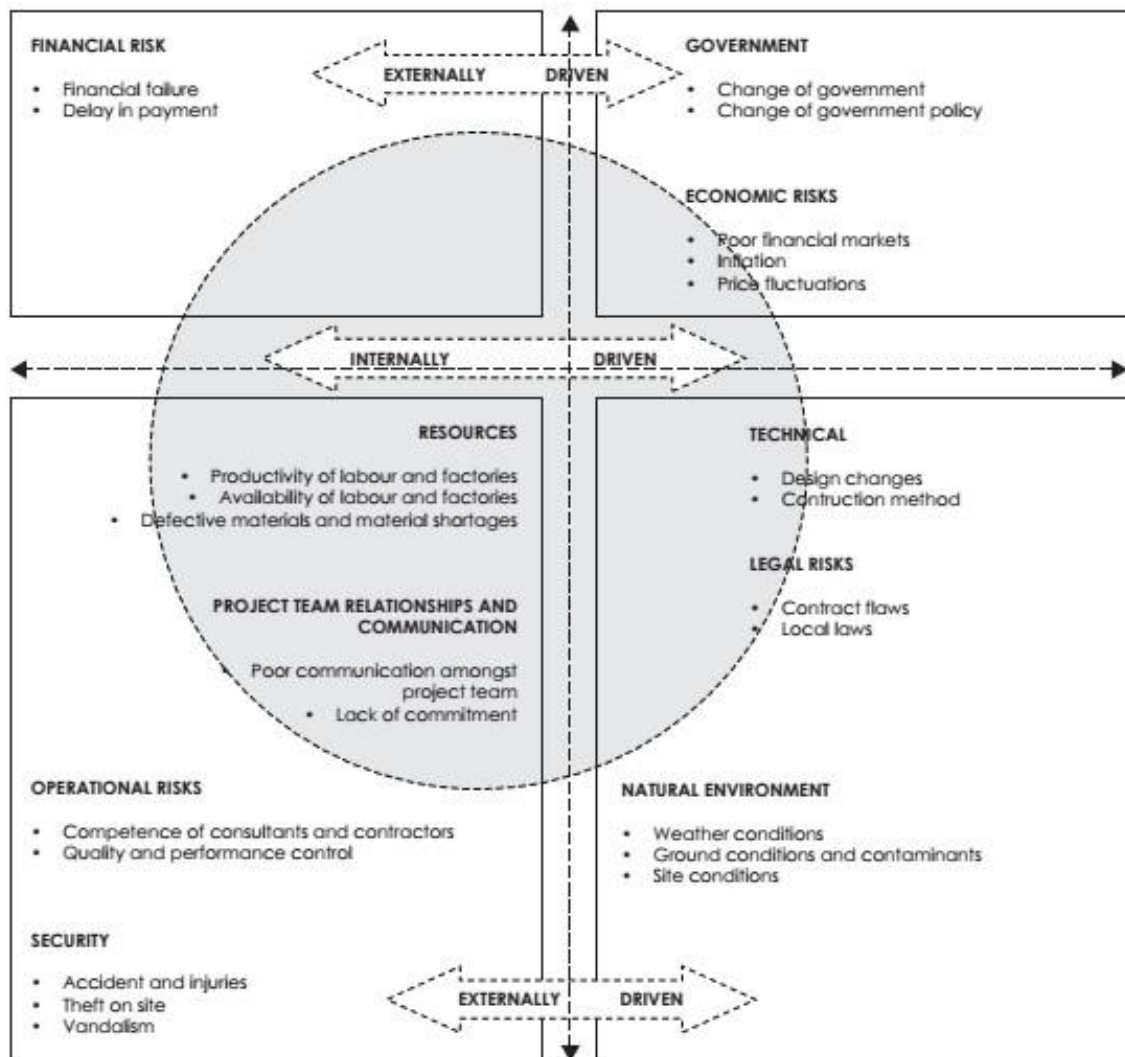 FINANCIAL RISK
• Financial failure
• Delay in payment
EXTERNALLY DRIVEN
GOVERNMENT
• Change of government
• Change of government policy
ECONOMIC RISKS
• Poor financial markets
• Inflation
• Price fluctuations
INTERNALLY DRIVEN
RESOURCES
• Productivity of labour and factories
• Availability of labour and factories
• Defective materials and material shortages
PROJECT TEAM RELATIONSHIPS AND
COMMUNICATION
• Poor communication amongst
project team
• Lack of commitment
TECHNICAL
• Design changes
• Contruction method
LEGAL RISKS
• Contract flaws
• Local laws
OPERATIONAL RISKS
• Competence of consultants and contractors
• Quality and performance control
SECURITY
• Accident and injuries
• Theft on site
• Vandalism
NATURAL ENVIRONMENT
• Weather conditions
• Ground conditions and contaminants
• Site conditions
EXTERNALLY DRIVEN